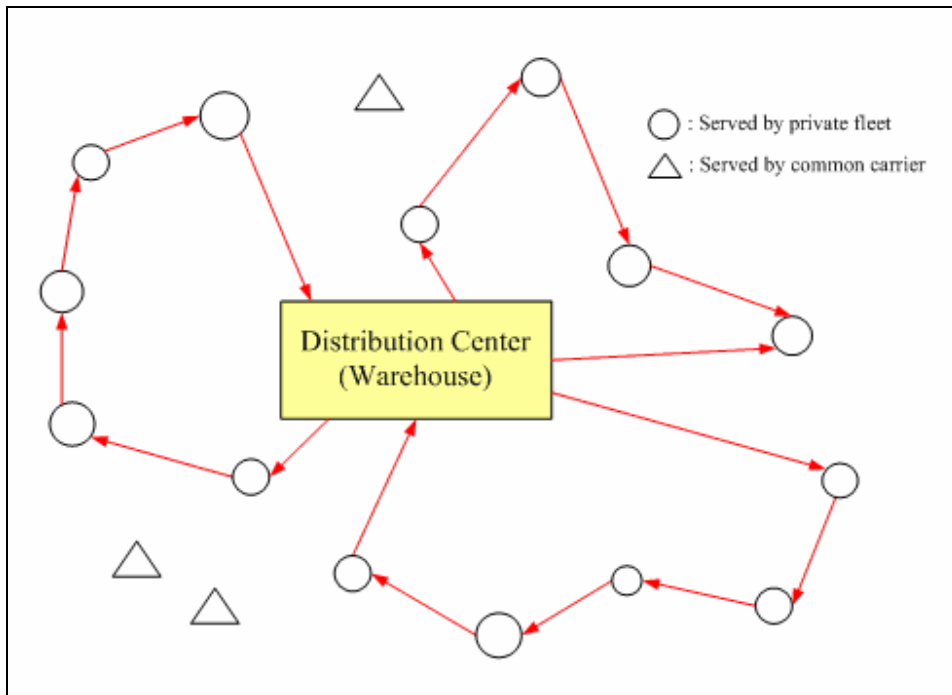 : Served by private fleet
: Served by common carrier
Distribution Center
(Warehouse)